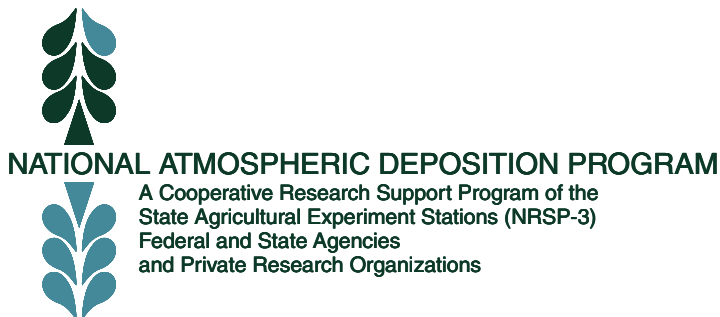 NATIONAL ATMOSPHERIC DEPOSITION PROGRAM
A Cooperative Research Support Program of the
State Agricultural Experiment Stations (NRSP-3)
Federal and State Agencies
and Private Research Organizations